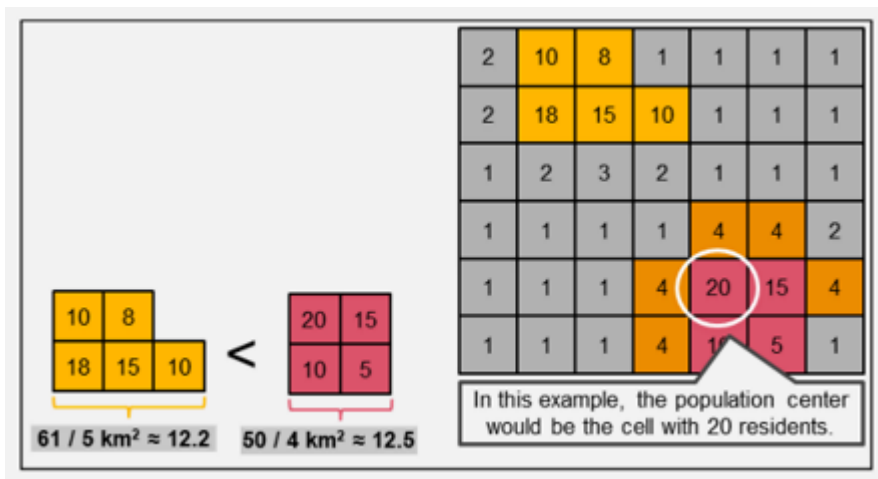 2 10 8 1 1 1 1
2 18 15 10 1 1 1
1 2 3 2 1 1 1
1 1 1 1 4 4 2
1 1 1 4 20 15 4
1 1 1 4 5 1
10 8
18 15 10
<
20 15
10 5
61 / 5 km² ≈ 12.2
50 / 4 km² ≈ 12.5
In this example, the population center
would be the cell with 20 residents.